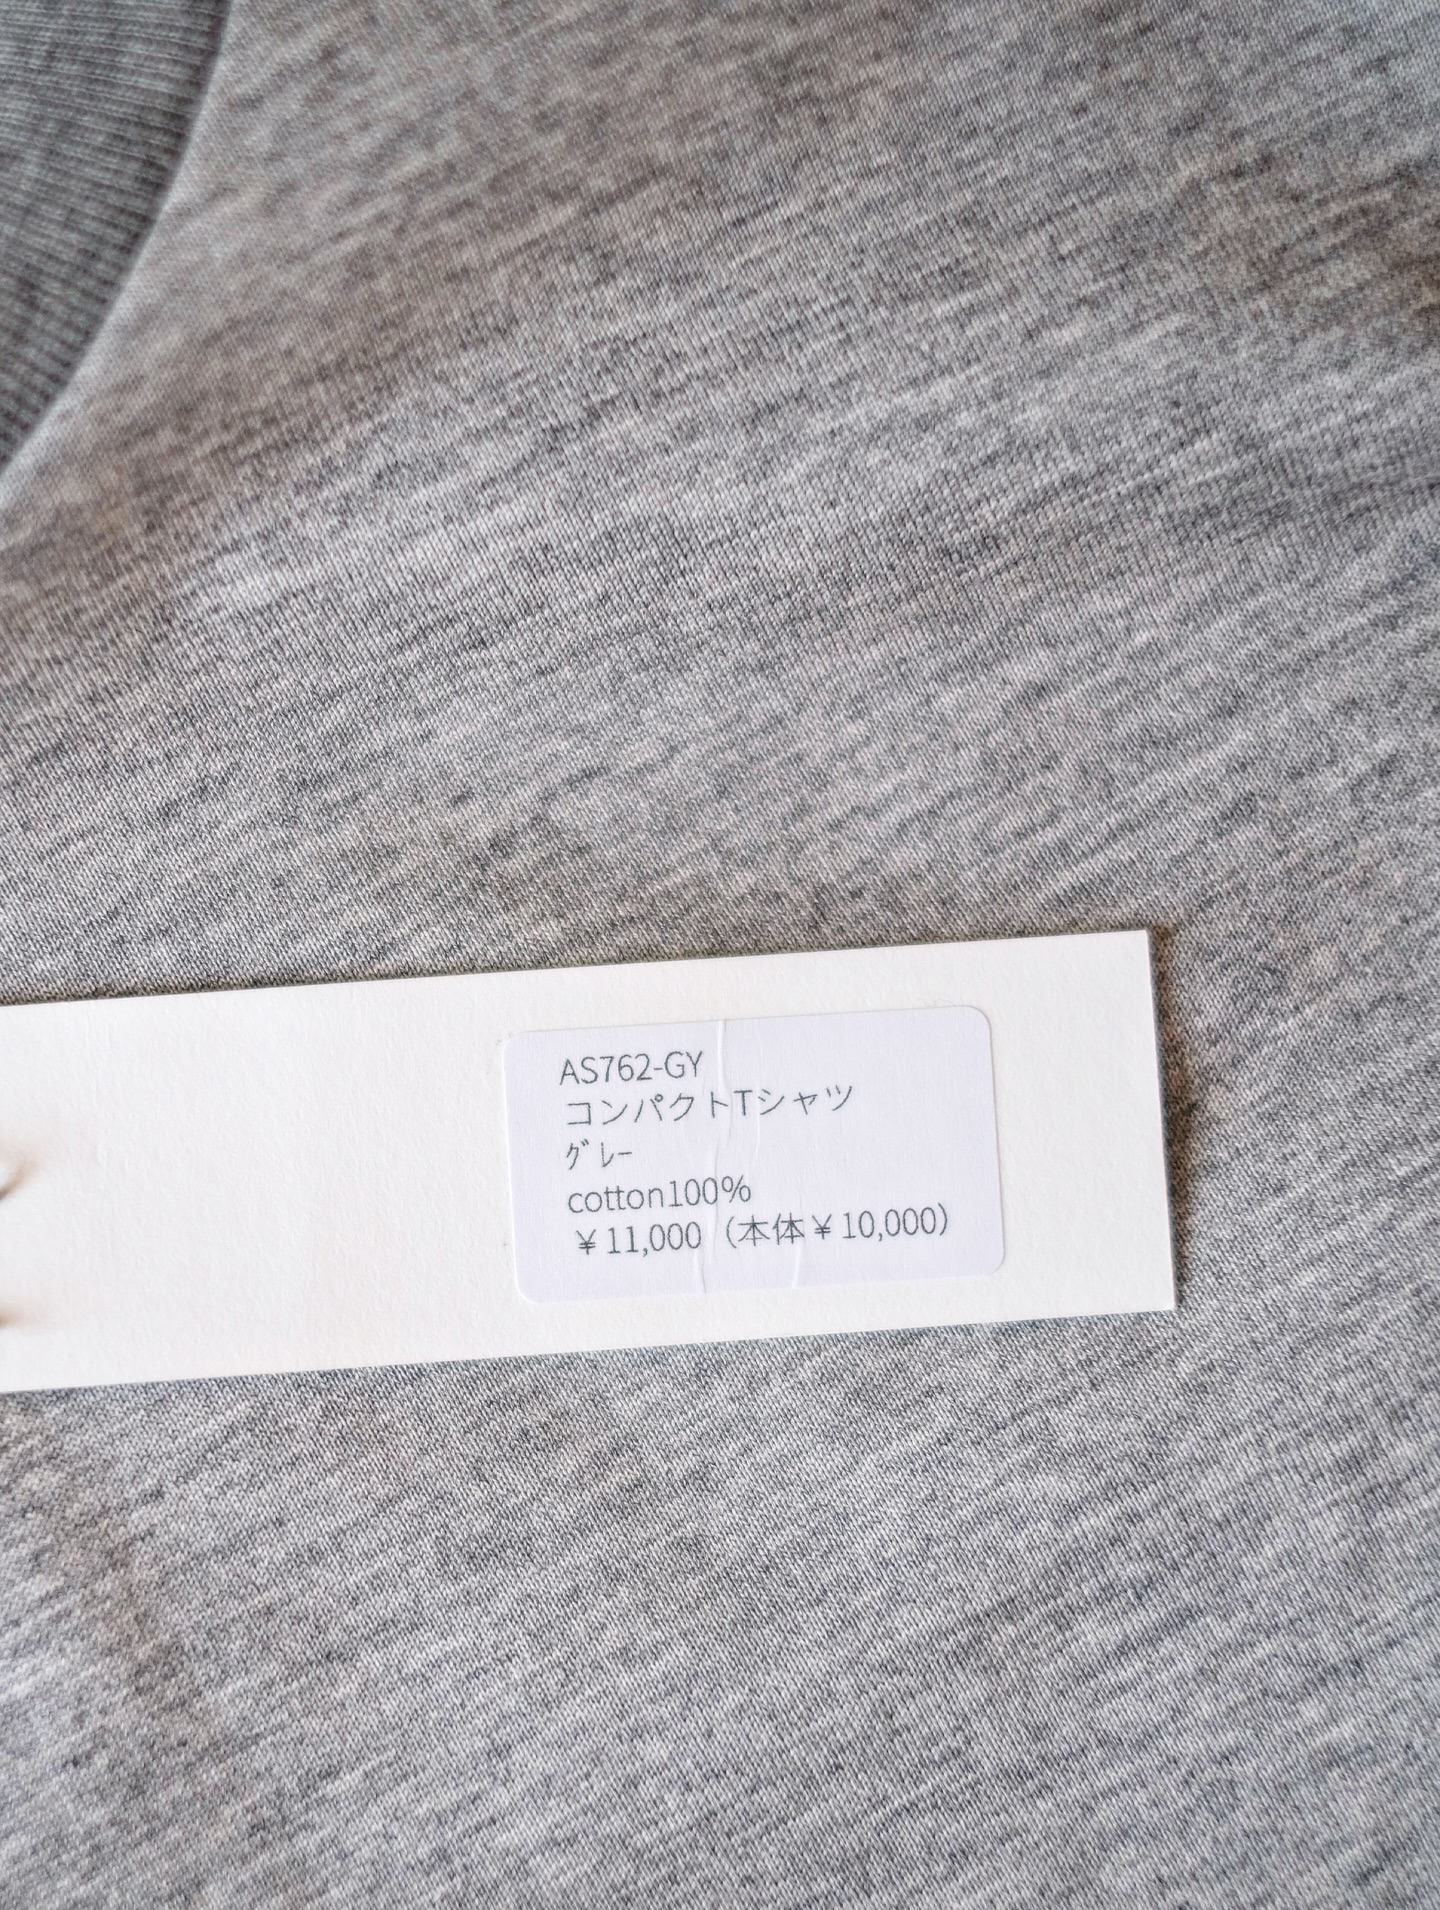 AS762-GY
コンパクトTシャツ
ｸﾞﾚｰ
cotton100%
￥11,000（本体￥10,000）